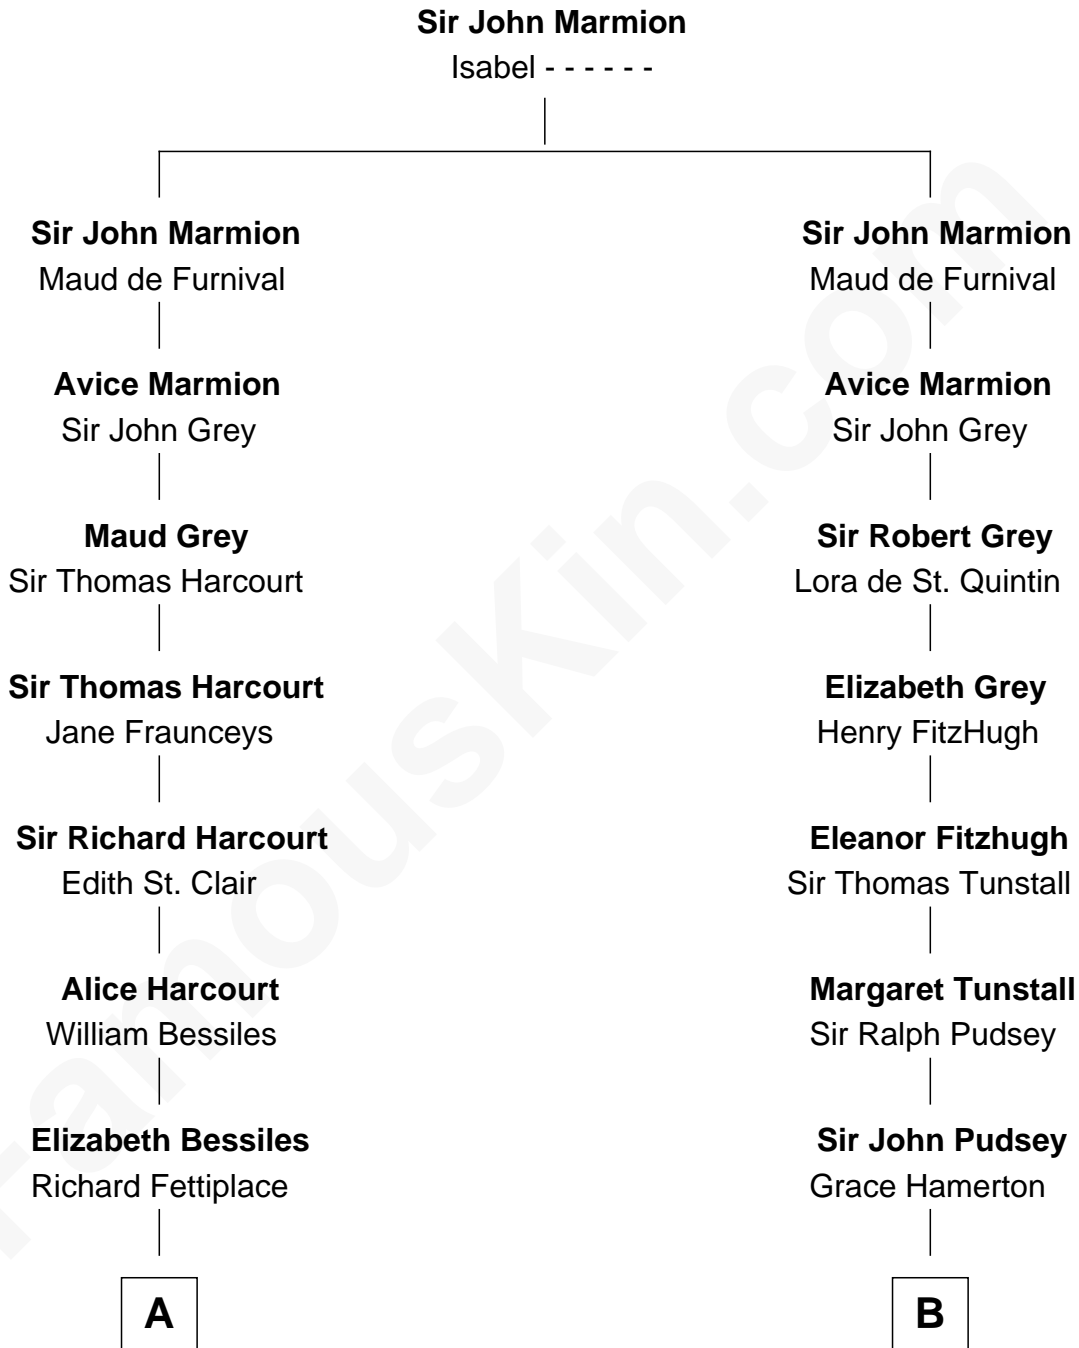 Sir John Marmion
Isabel - - - - - -
Sir John Marmion
Maud de Furnival
Avice Marmion
Sir John Grey
Maud Grey
Sir Thomas Harcourt
Sir Thomas Harcourt
Jane Fraunceys
Sir Richard Harcourt
Edith St. Clair
Alice Harcourt
William Bessiles
Elizabeth Bessiles
Richard Fettiplace
A
Sir John Marmion
Maud de Furnival
Avice Marmion
Sir John Grey
Sir Robert Grey
Lora de St. Quintin
Elizabeth Grey
Henry FitzHugh
Eleanor Fitzhugh
Sir Thomas Tunstall
Margaret Tunstall
Sir Ralph Pudsey
Sir John Pudsey
Grace Hamerton
B
FamousKin.com